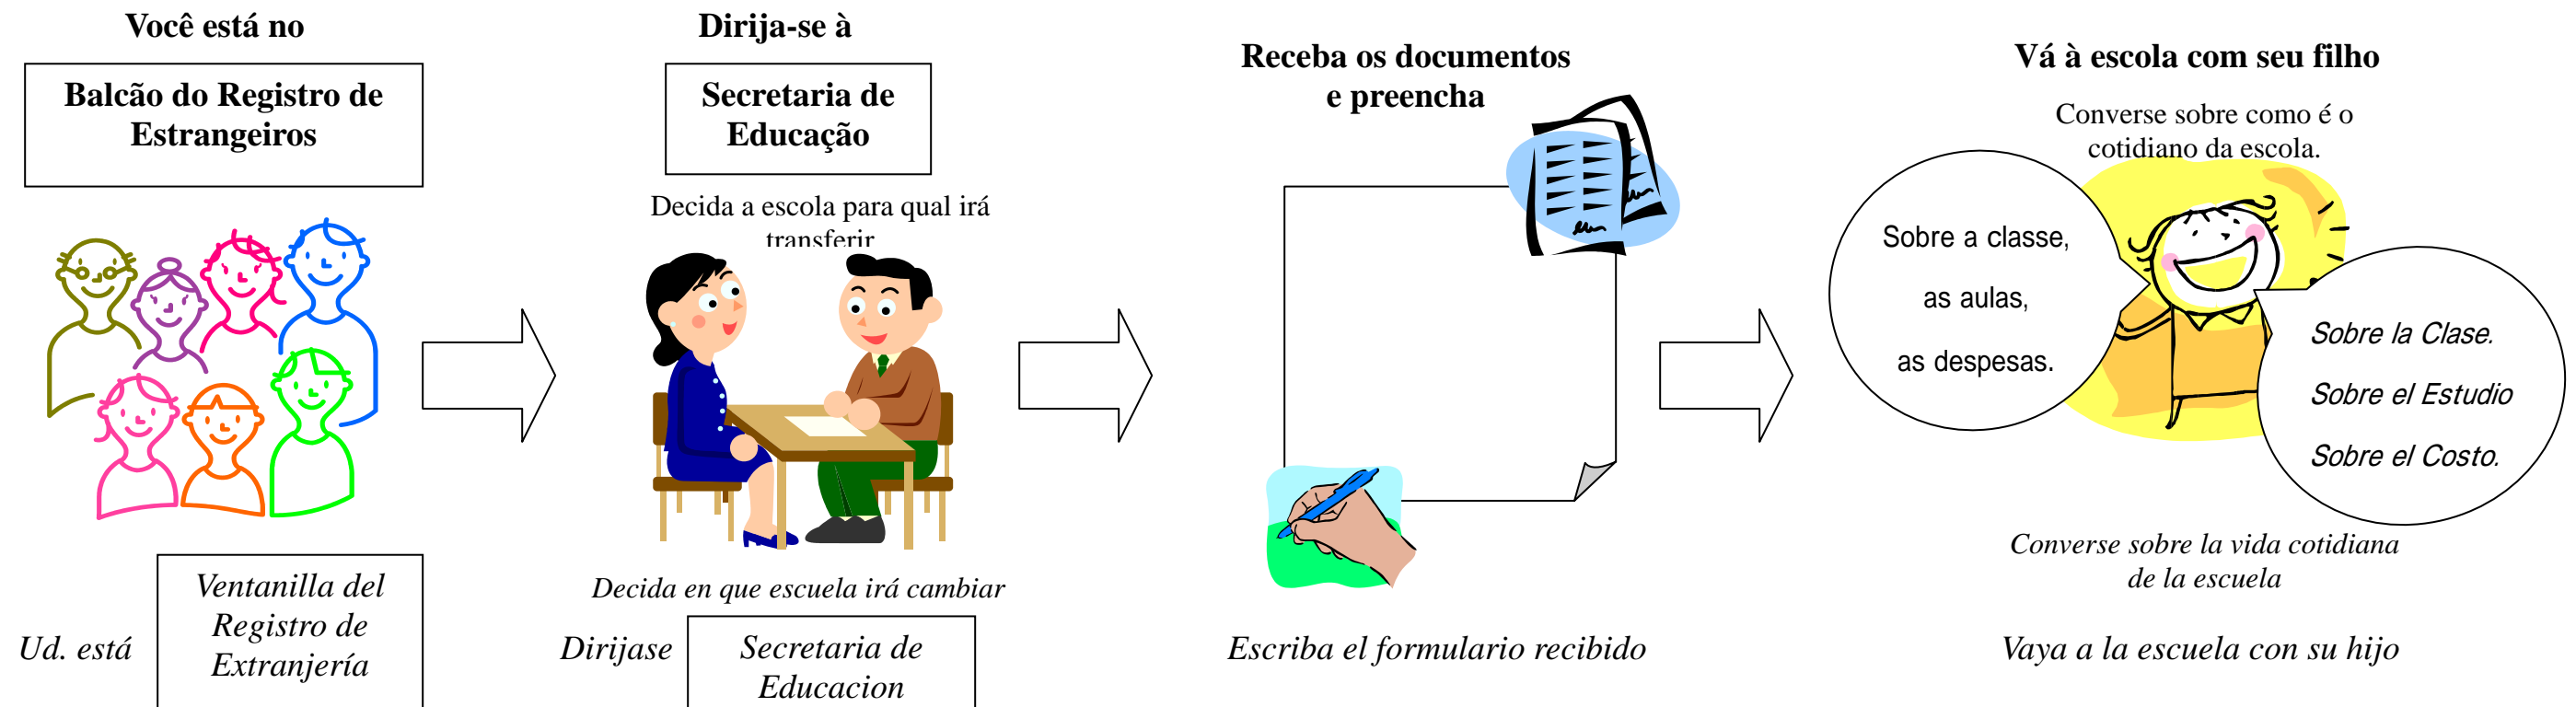 Você está no
Balcão do Registro de
Estrangeiros
Ud. está
Ventanilla del
Registro de
Extranjería
Dirija-se à
Secretaria de
Educação
Decida a escola para qual irá
transferir
Decida en que escuela irá cambiar
Dirijase
Secretaria de
Educacion
Receba os documentos
e preencha
Escriba el formulario recibido
Vá à escola com seu filho
Converse sobre como é o
cotidiano da escola.
Sobre a classe,
as aulas,
as despesas.
Sobre la Clase.
Sobre el Estudio
Sobre el Costo.
Converse sobre la vida cotidiana
de la escuela
Vaya a la escuela con su hijo